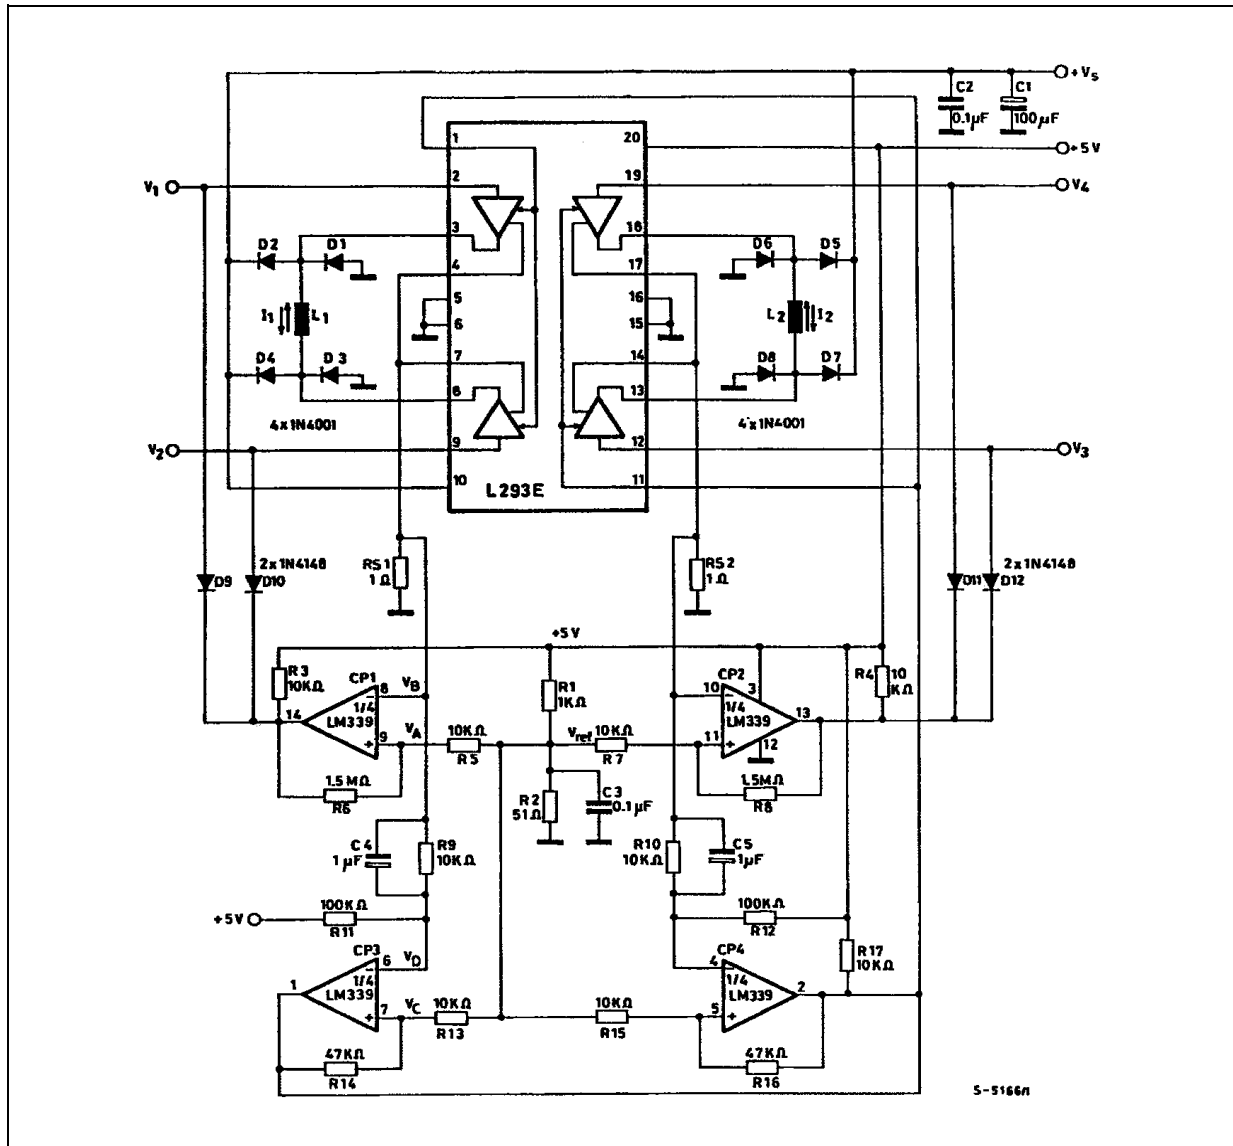 +Vs
C2
0.1µF
C1
100µF
+5V
1
20
V1
2
19
V4
3
18
D2
D1
D6
D5
4
17
5
16
I1
L1
6
15
L2
I2
7
14
D4
D3
D8
D7
8
13
4x1N4001
4x1N4001
V2
9
12
V3
10
11
L293E
RS1
1Ω
RS2
1Ω
2x1N4148
D9
D10
2x1N4148
D11
D12
+5V
R3
10KΩ
CP1
8
VB
R1
1KΩ
CP2
10
3
R4
10
KΩ
14
1/4
LM339
−
+
9
VA
10KΩ
R5
Vref
10KΩ
R7
11
1/4
LM339
−
+
13
12
1.5MΩ
R6
R2
51Ω
C3
0.1µF
1.5MΩ
R8
C4
1µF
R9
10KΩ
R10
10KΩ
C5
1µF
+5V
100KΩ
R11
100KΩ
R12
R17
10KΩ
CP3
6
VD
CP4
4
1
1/4
LM339
−
+
7
VC
10KΩ
R13
10KΩ
R15
5
1/4
LM339
−
+
2
47KΩ
R14
47KΩ
R16